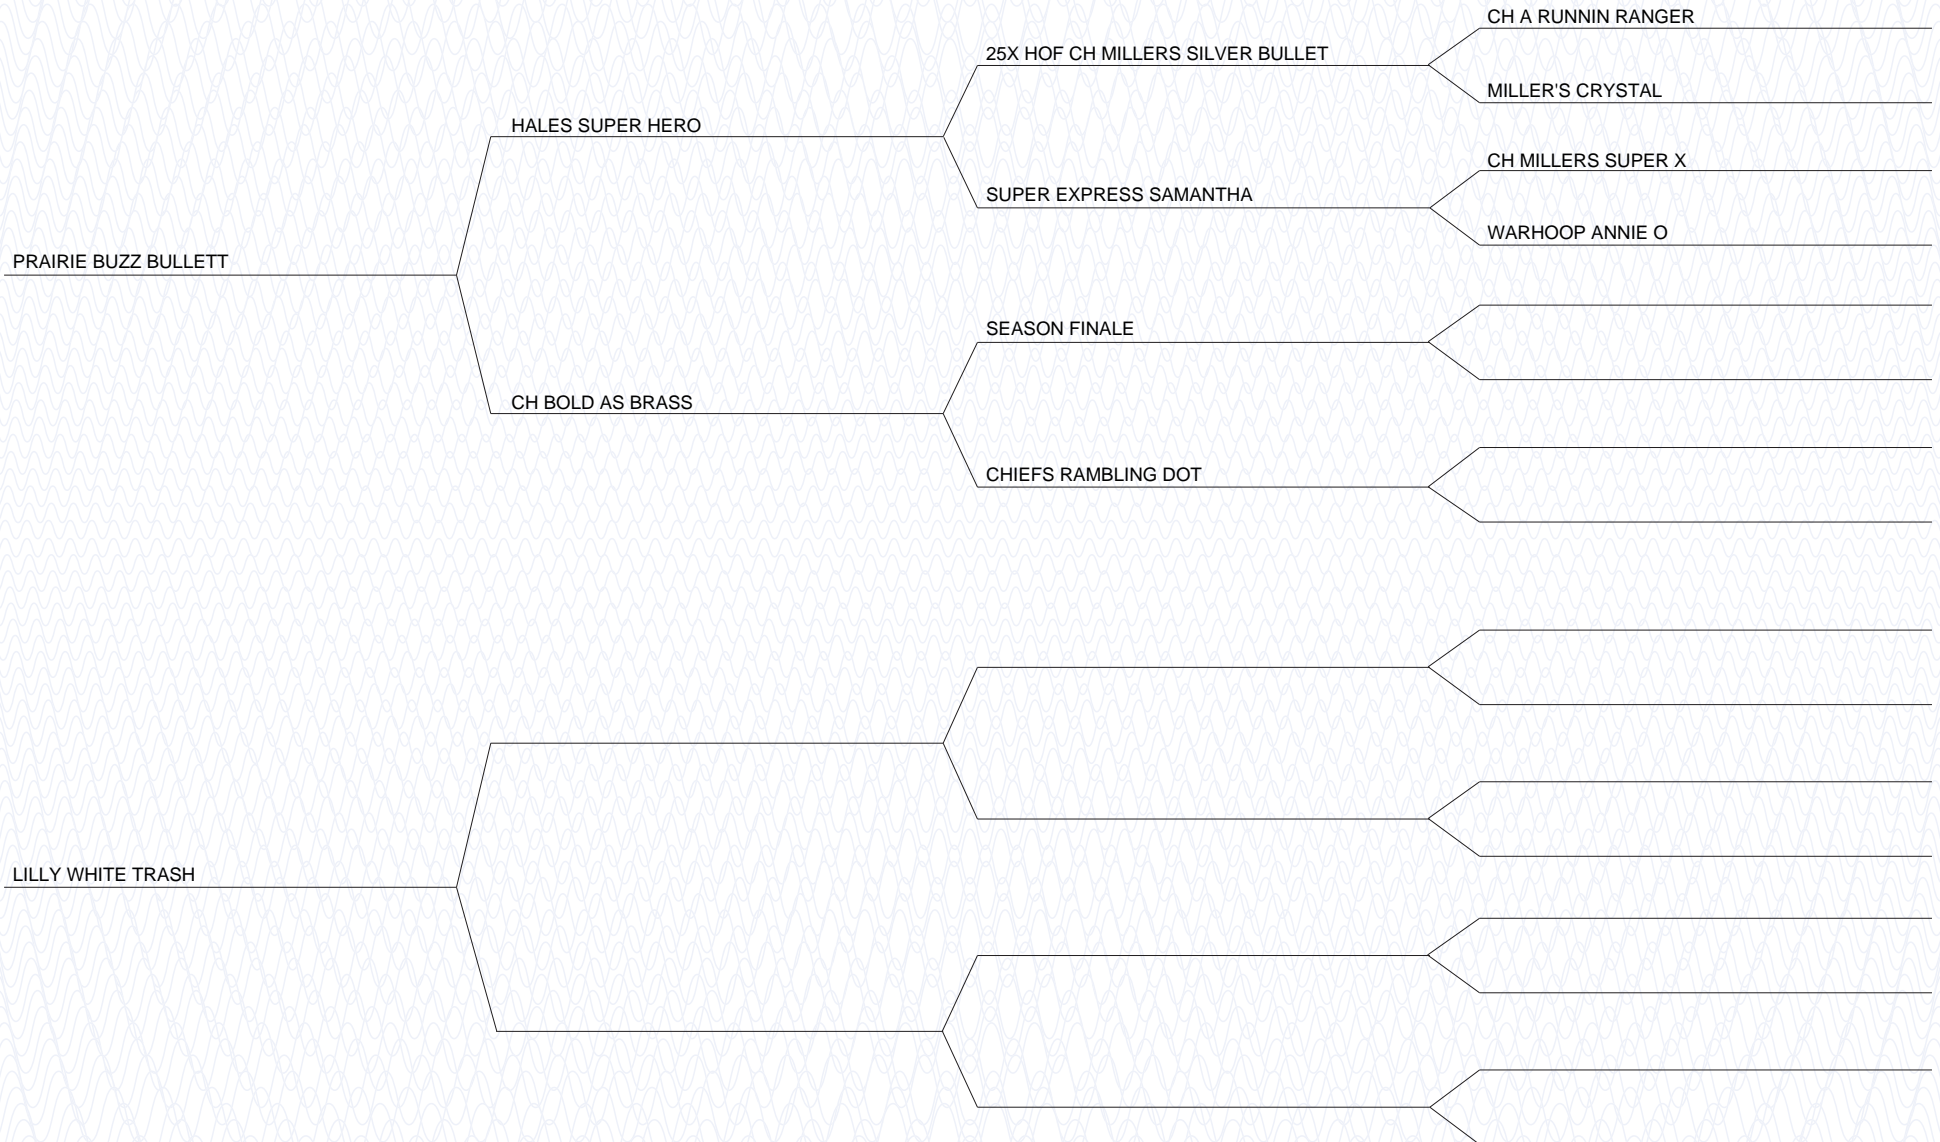 CH A RUNNIN RANGER
25X HOF CH MILLERS SILVER BULLET
MILLER'S CRYSTAL
HALES SUPER HERO
CH MILLERS SUPER X
SUPER EXPRESS SAMANTHA
WARHOOP ANNIE O
PRAIRIE BUZZ BULLETT
SEASON FINALE
CH BOLD AS BRASS
CHIEFS RAMBLING DOT
LILLY WHITE TRASH